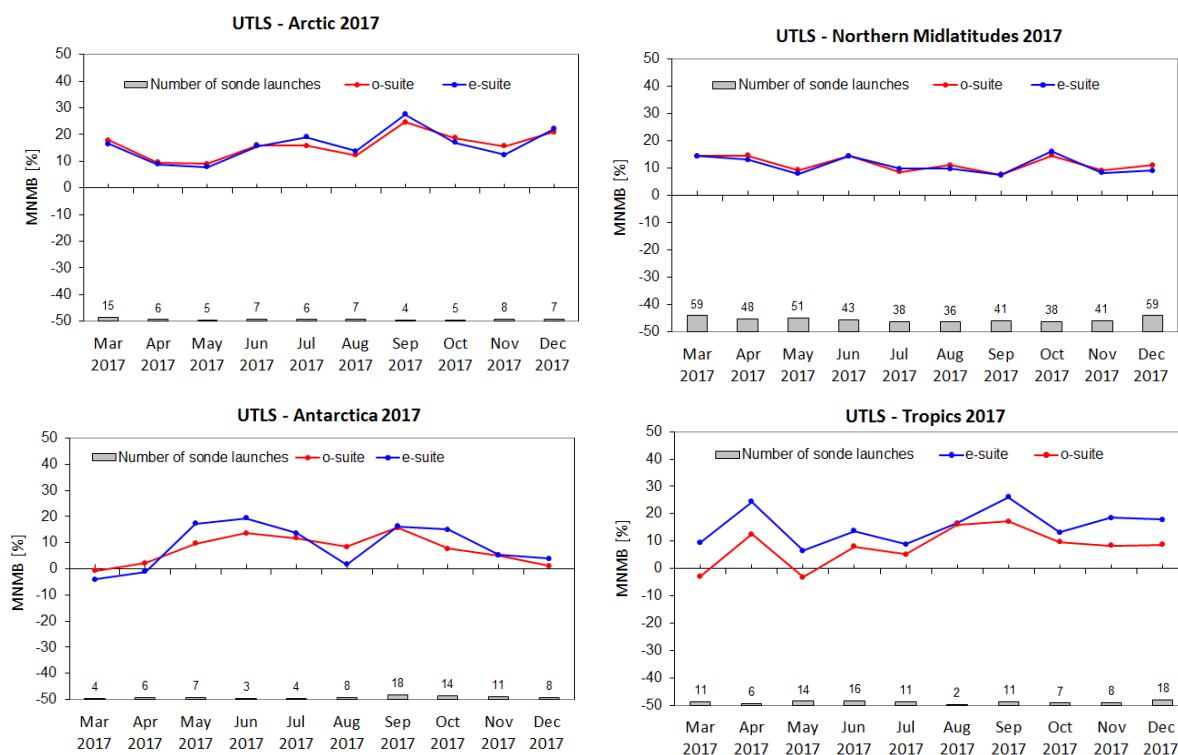 UTLS - Arctic 2017
50
40
30
20
10
0
-10
-20
-30
-40
-50
MNMB [%]
Number of sonde launches
o-suite
e-suite
15 6 5 7 6 7 4 5 8 7
Mar Apr May Jun Jul Aug Sep Oct Nov Dec
2017 2017 2017 2017 2017 2017 2017 2017 2017 2017
UTLS - Northern Midlatitudes 2017
50
40
30
20
10
0
-10
-20
-30
-40
-50
MNMB [%]
Number of sonde launches
o-suite
e-suite
59 48 51 43 38 36 41 38 41 59
Mar Apr May Jun Jul Aug Sep Oct Nov Dec
2017 2017 2017 2017 2017 2017 2017 2017 2017 2017
UTLS - Antarctica 2017
50
40
30
20
10
0
-10
-20
-30
-40
-50
MNMB [%]
Number of sonde launches
o-suite
e-suite
4 6 7 3 4 8 18 14 11 8
Mar Apr May Jun Jul Aug Sep Oct Nov Dec
2017 2017 2017 2017 2017 2017 2017 2017 2017 2017
UTLS - Tropics 2017
50
40
30
20
10
0
-10
-20
-30
-40
-50
MNMB [%]
Number of sonde launches
e-suite
o-suite
11 6 14 16 11 2 11 7 8 18
Mar Apr May Jun Jul Aug Sep Oct Nov Dec
2017 2017 2017 2017 2017 2017 2017 2017 2017 2017